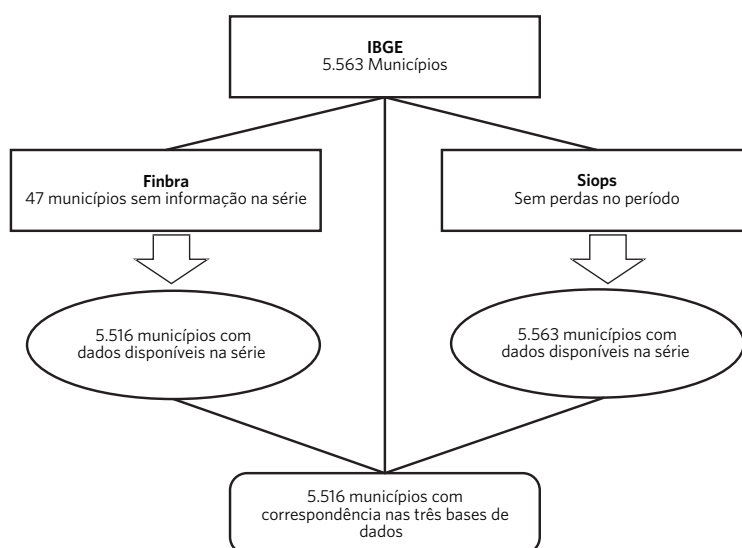 IBGE
5.563 Municípios
Finbra
47 municípios sem informação na série
Siops
Sem perdas no período
5.516 municípios com
dados disponíveis na série
5.563 municípios com
dados disponíveis na série
5.516 municípios com
correspondência nas três bases de
dados